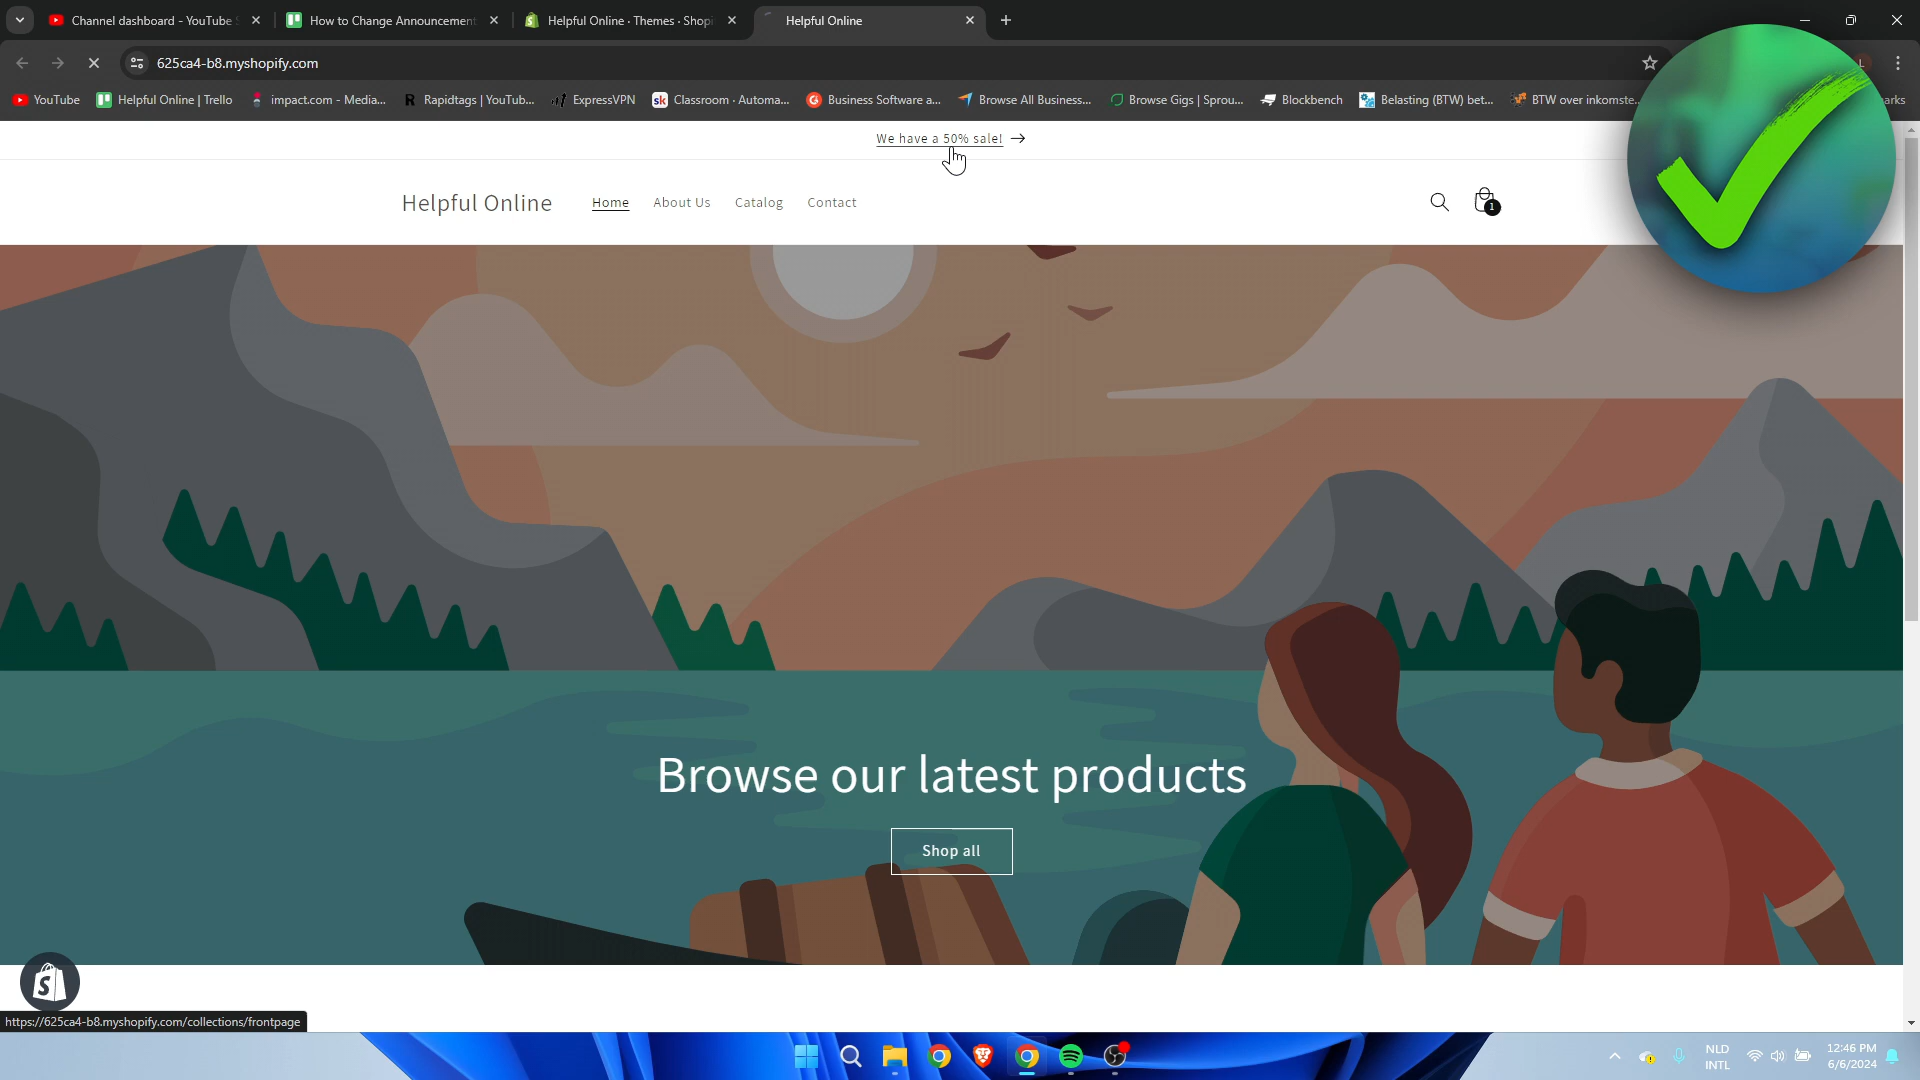 Channel dashboard - YouTube S
How to Change Announcement
Helpful Online · Themes · Shopi
Helpful Online
625ca4-b8.myshopify.com
YouTube
Helpful Online | Trello
impact.com - Media...
Rapidtags | YouTub...
ExpressVPN
Classroom · Automa...
Business Software a...
Browse All Business...
Browse Gigs | Sprou...
Blockbench
Belasting (BTW) bet...
BTW over inkomste...
arks
We have a 50% sale! →
Helpful Online
Home
About Us
Catalog
Contact
1
Browse our latest products
Shop all
https://625ca4-b8.myshopify.com/collections/frontpage
NLD
INTL
12:46 PM
6/6/2024